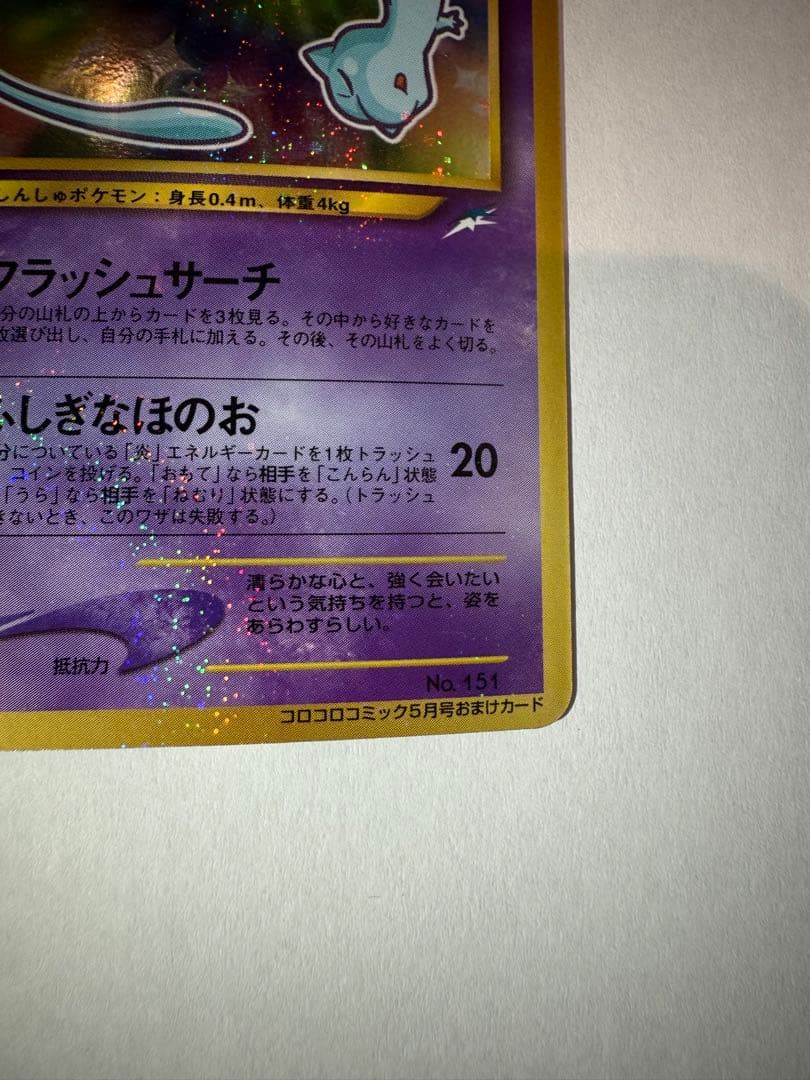 しんしゅポケモン：身長0.4m、体重4kg
フラッシュサーチ
分の山札の上からカードを3枚見る。その中から好きなカードを
枚選び出し、自分の手札に加える。その後、その山札をよく切る。
ふしぎなほのお
分についている「炎」エネルギーカードを1枚トラッシュ
コインを投げる。「おもて」なら相手を「こんらん」状態
「うら」なら相手を「ねむり」状態にする。（トラッシュ
きないとき、このワザは失敗する。）
20
清らかな心と、強く会いたい
という気持ちを持つと、姿を
あらわすらしい。
抵抗力
No. 151
コロコロコミック5月号おまけカード